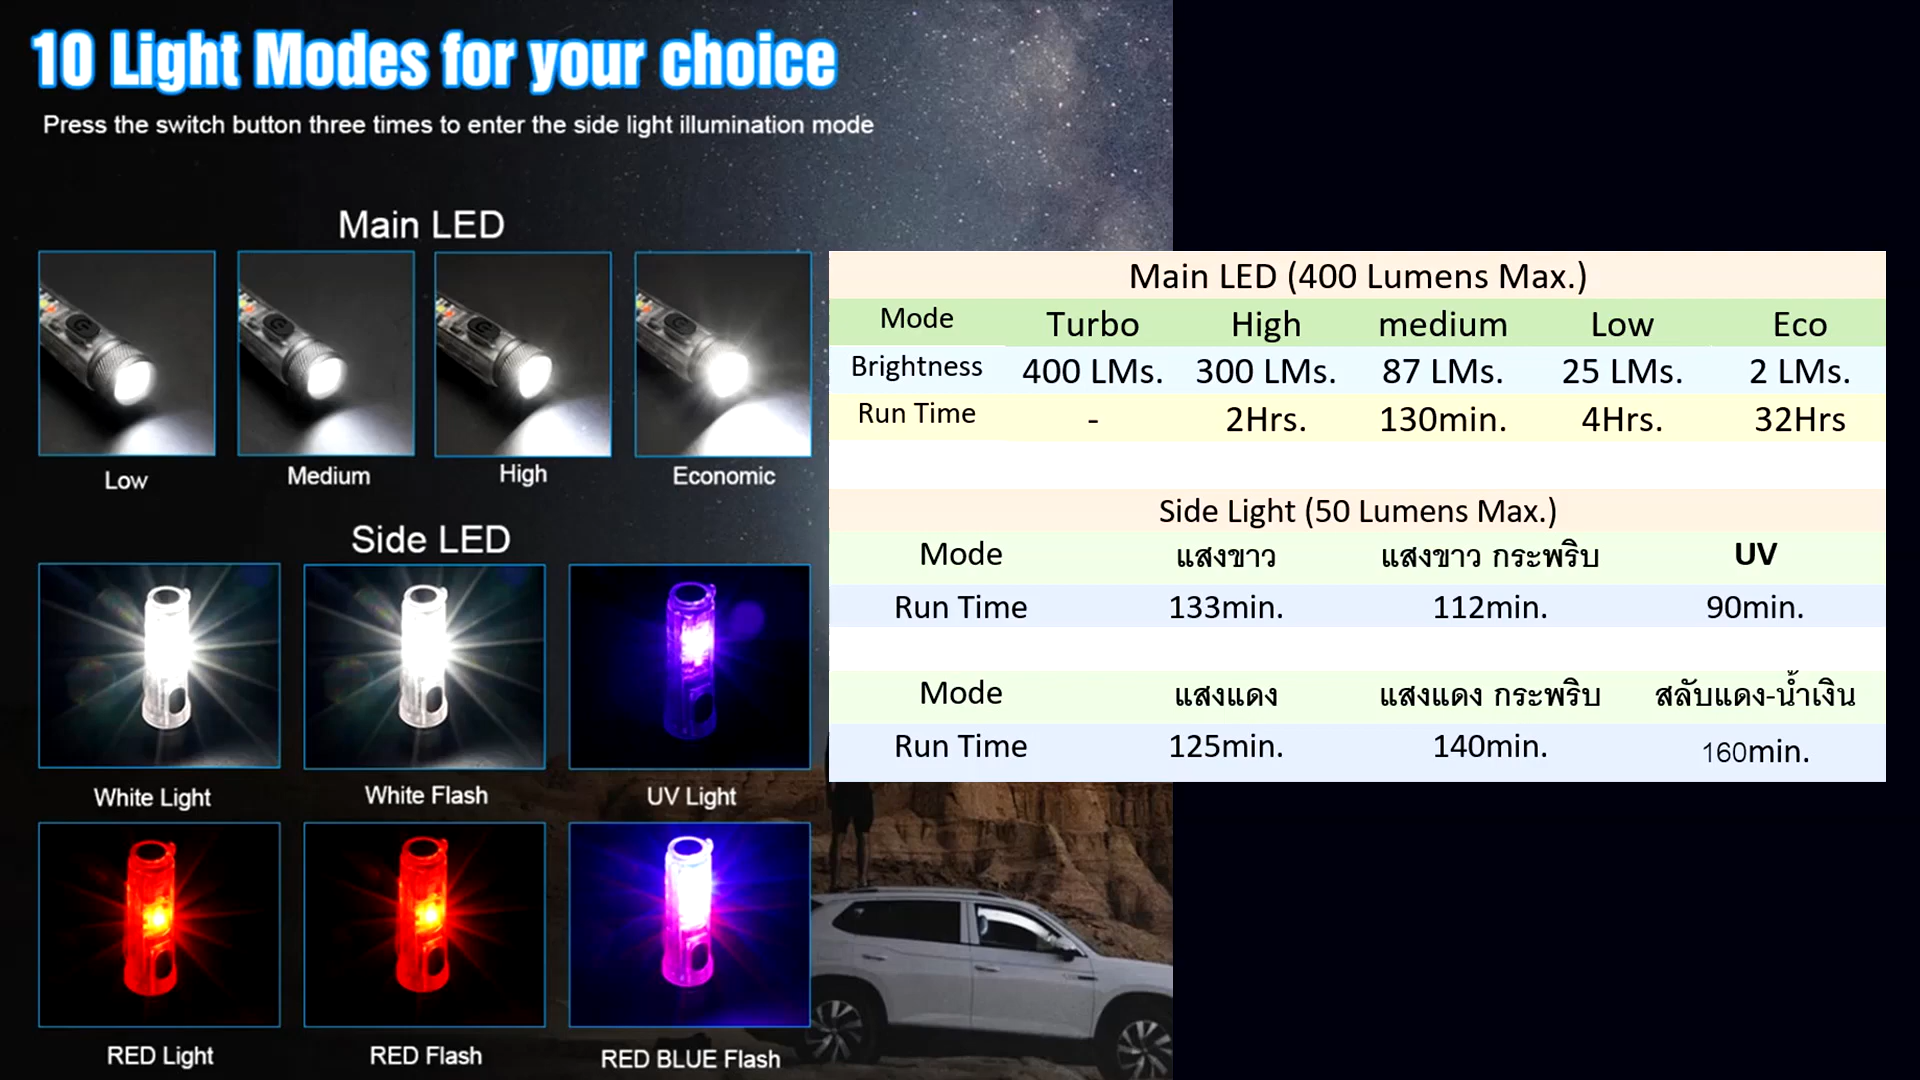 10 Light Modes for your choice
Press the switch button three times to enter the side light illumination mode
Main LED
Low Medium High Economic
Side LED
White Light White Flash UV Light
RED Light RED Flash RED BLUE Flash
Main LED (400 Lumens Max.)
Mode Turbo High medium Low Eco
Brightness 400 LMs. 300 LMs. 87 LMs. 25 LMs. 2 LMs.
Run Time - 2Hrs. 130min. 4Hrs. 32Hrs
Side Light (50 Lumens Max.)
Mode แสงขาว แสงขาว กระพริบ UV
Run Time 133min. 112min. 90min.
Mode แสงแดง แสงแดง กระพริบ สลับแดง-น้ำเงิน
Run Time 125min. 140min. 160min.